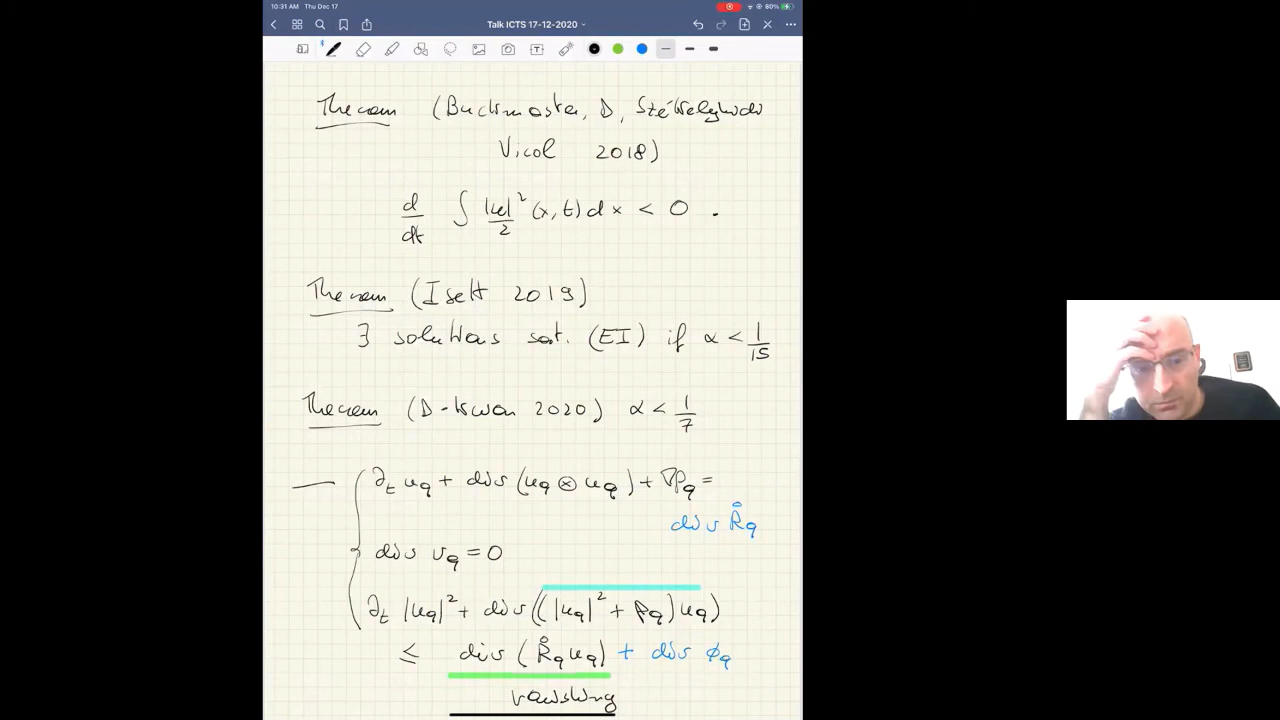 10:31 AM Thu Dec 17
80%
Talk ICTS 17-12-2020
Theorem (Buckmaster, D, Székelyhidi
Vicol 2018)
d/dt ∫ |u|²/2 (x,t) dx < 0 .
Theorem (Isett 2019)
∃ solutions sat. (EI) if α < 1/15
Theorem (D-Kwon 2020) α < 1/7
∂ₜ u_q + div (u_q ⊗ u_q) + ∇p_q =
div R̊_q
div v_q = 0
∂ₜ |u_q|² + div ((|u_q|² + p_q) u_q)
≤ div (R̊_q u_q) + div ϕ_q
vanishing